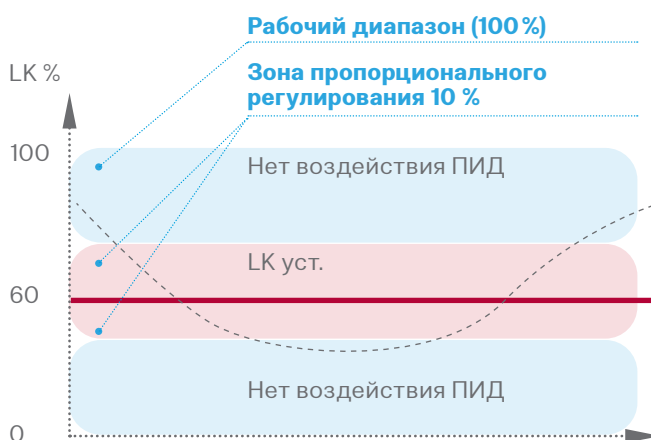 Рабочий диапазон (100 %)
LK %
Зона пропорционального
регулирования 10 %
100
Нет воздействия ПИД
LK уст.
60
Нет воздействия ПИД
0